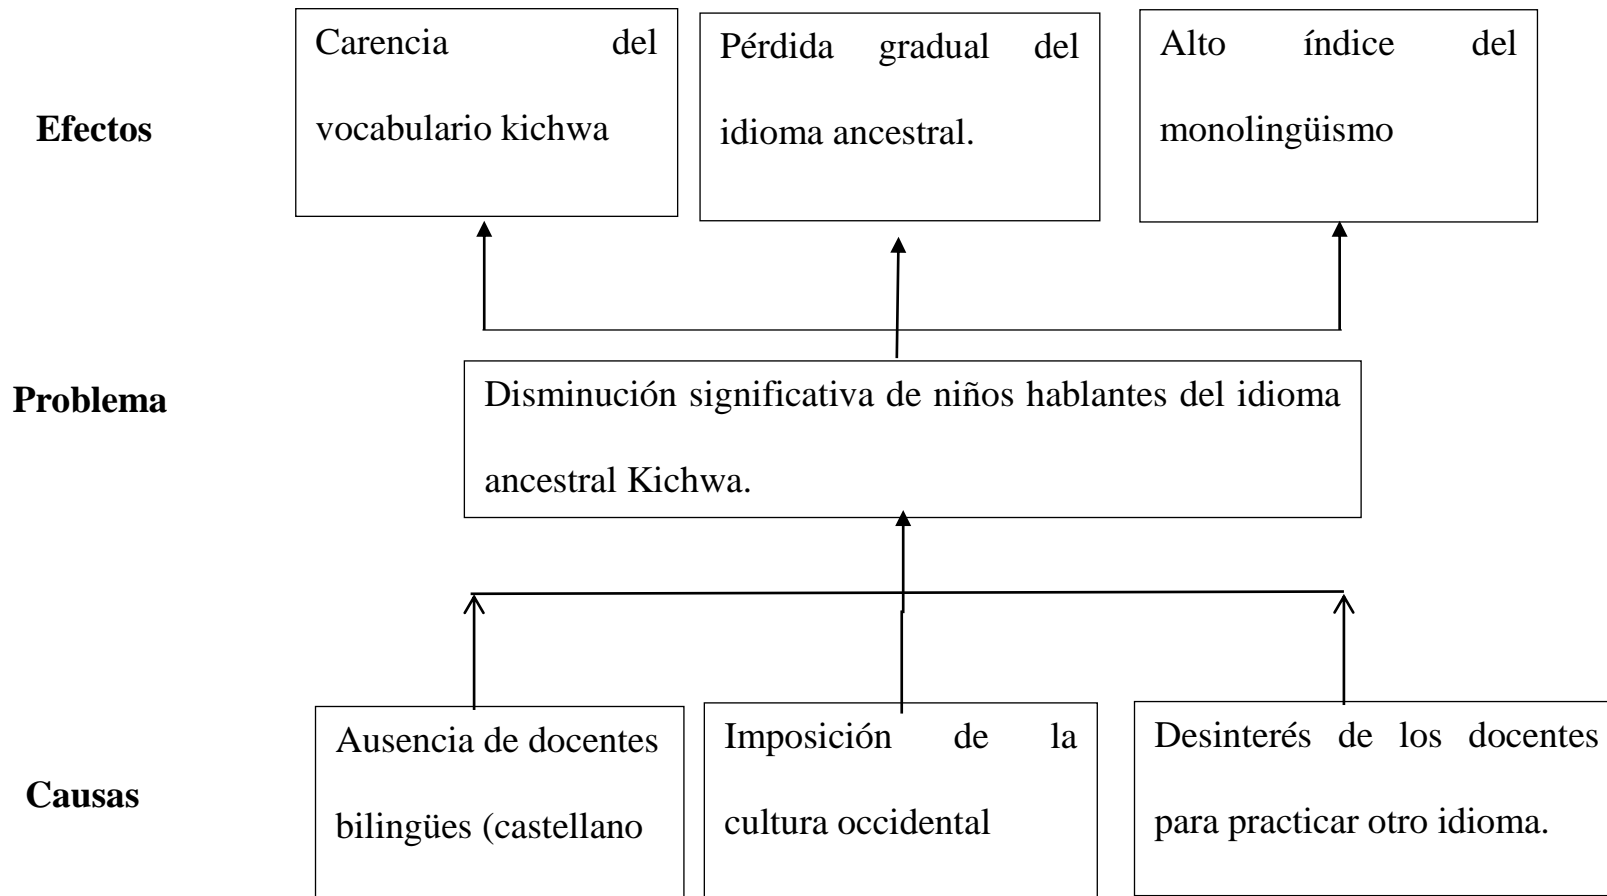 Efectos
Carencia del
vocabulario kichwa
Pérdida gradual del
idioma ancestral.
Alto índice del
monolingüismo
Problema
Disminución significativa de niños hablantes del idioma
ancestral Kichwa.
Causas
Ausencia de docentes
bilingües (castellano
Imposición de la
cultura occidental
Desinterés de los docentes
para practicar otro idioma.